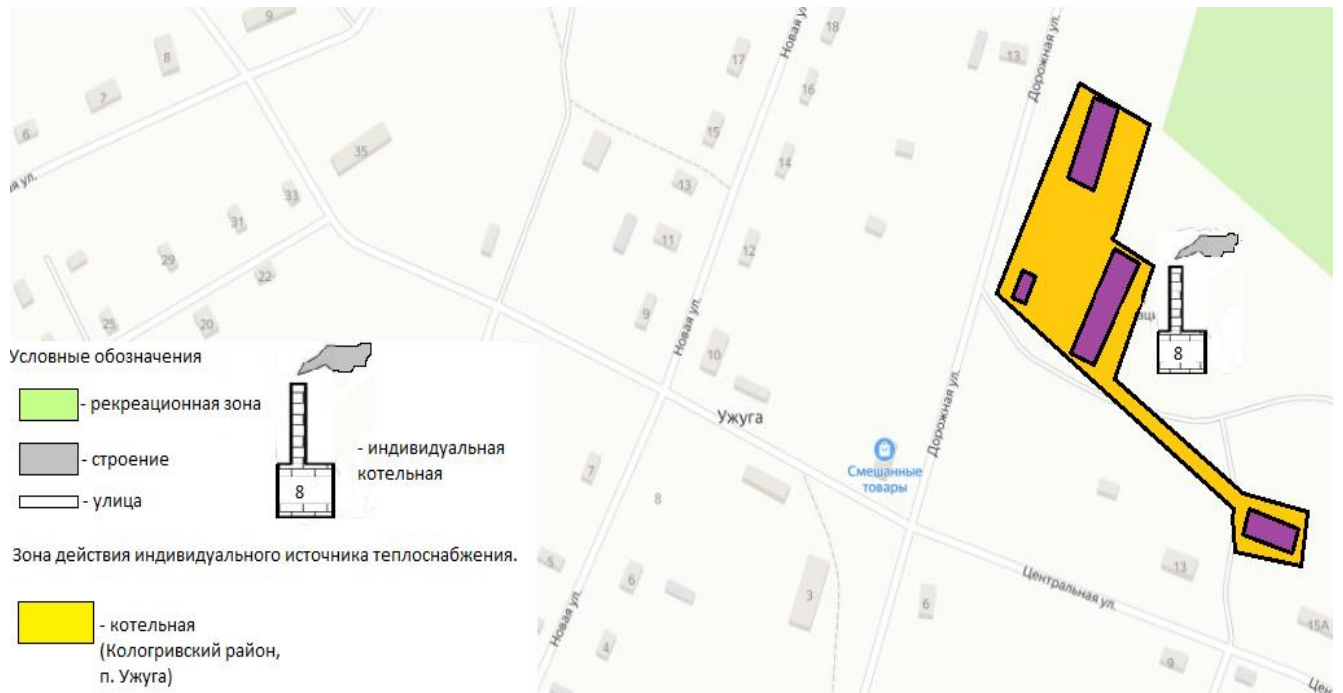 9
8
7
6
ая ул.
35
33
31
29
22
25
20
Новая ул.
18
17
16
15
14
13
11
12
9
Новая ул.
10
Дорожная ул.
13
8
Дорожная ул.
Ужуга
Смешанные
товары
7
8
5
6
Новая ул.
4
3
6
Центральная ул.
13
15А
9
Цен
Условные обозначения
- рекреационная зона
- строение
- улица
8
- индивидуальная
котельная
Зона действия индивидуального источника теплоснабжения.
- котельная
(Кологривский район,
п. Ужуга)